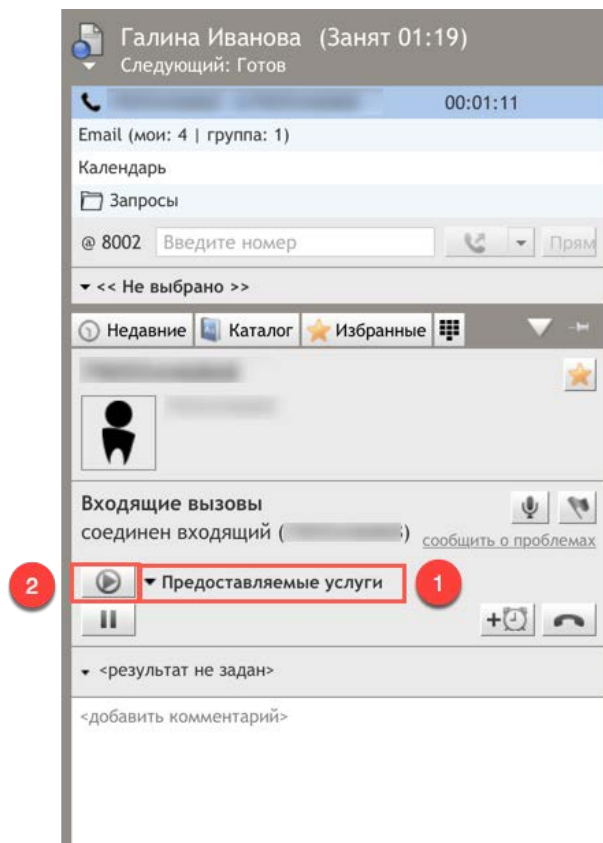 Галина Иванова (Занят 01:19)
Следующий: Готов
00:01:11
Email (мои: 4 | группа: 1)
Календарь
Запросы
@ 8002 Введите номер Прям
<< Не выбрано >>
Недавние Каталог Избранные
Входящие вызовы
соединен входящий ( )
сообщить о проблемах
2 Предоставляемые услуги 1
<результат не задан>
<добавить комментарий>